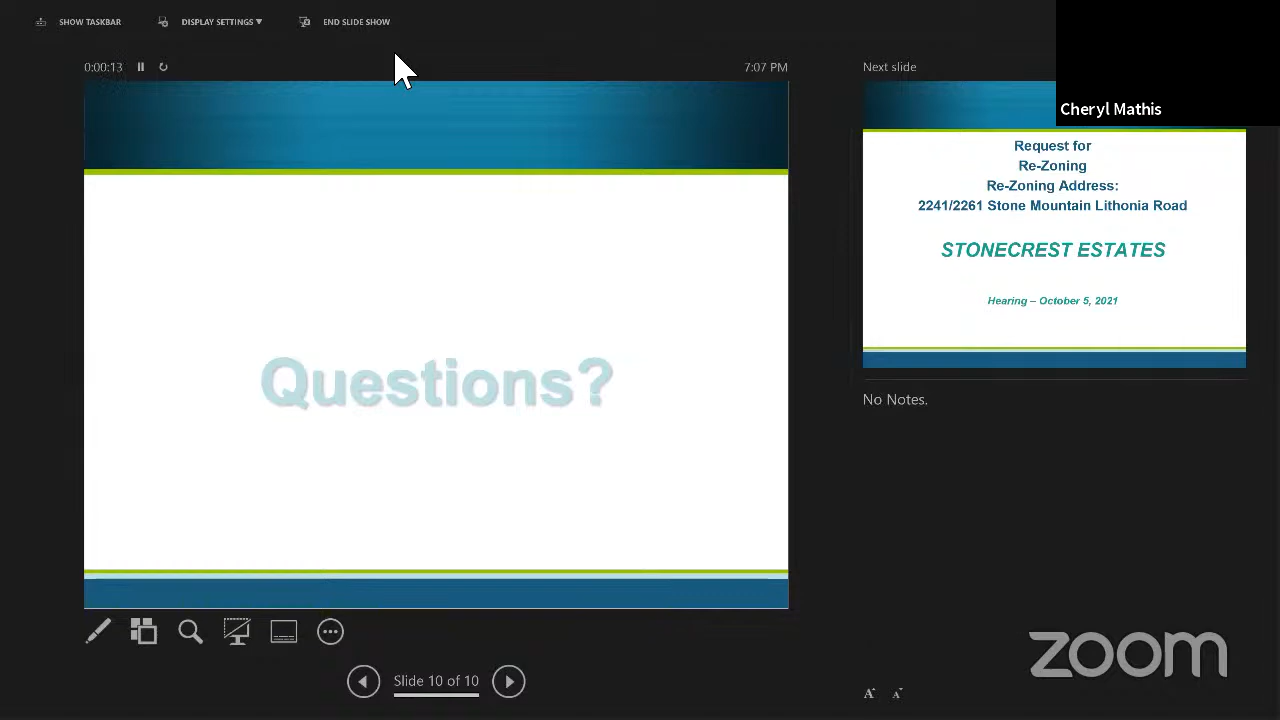 SHOW TASKBAR
DISPLAY SETTINGS ▼
END SLIDE SHOW
0:00:13
7:07 PM
Next slide
Cheryl Mathis
Questions?
Request for
Re-Zoning
Re-Zoning Address:
2241/2261 Stone Mountain Lithonia Road
STONECREST ESTATES
Hearing – October 5, 2021
No Notes.
Slide 10 of 10
A A
zoom